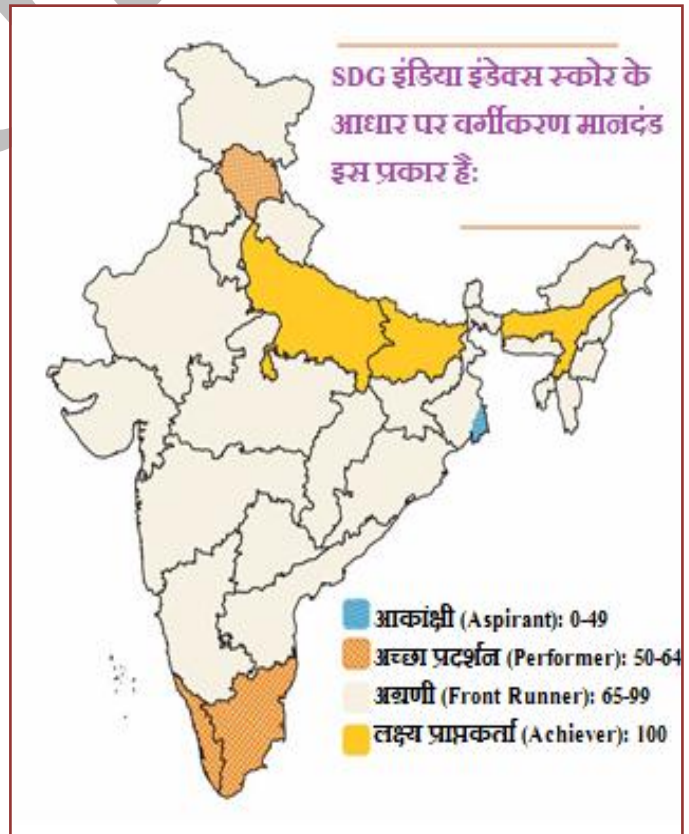 SDG इंडिया इंडेक्स स्कोर के
आधार पर वर्गीकरण मानदंड
इस प्रकार है:
आकांक्षी (Aspirant): 0-49
अच्छा प्रदर्शन (Performer): 50-64
अग्रणी (Front Runner): 65-99
लक्ष्य प्राप्तकर्ता (Achiever): 100